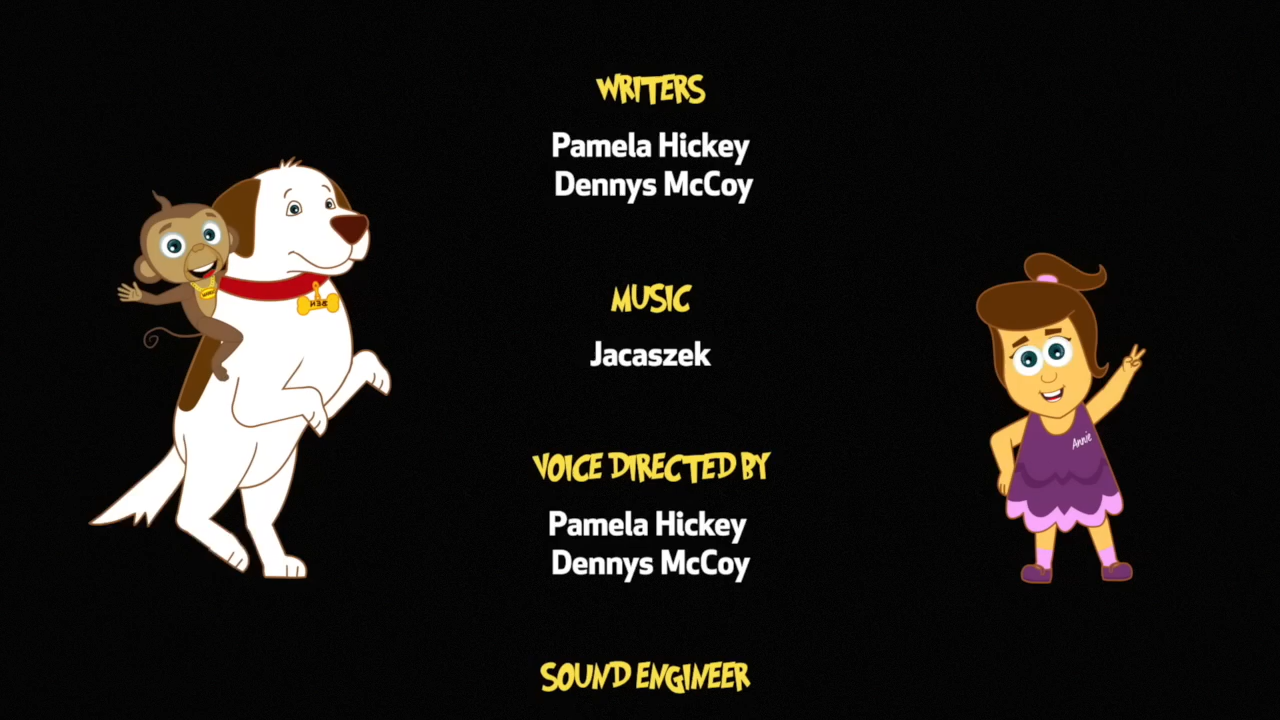 WRITERS
Pamela Hickey
Dennys McCoy
MUSIC
Jacaszek
VOICE DIRECTED BY
Pamela Hickey
Dennys McCoy
SOUND ENGINEER
Annie